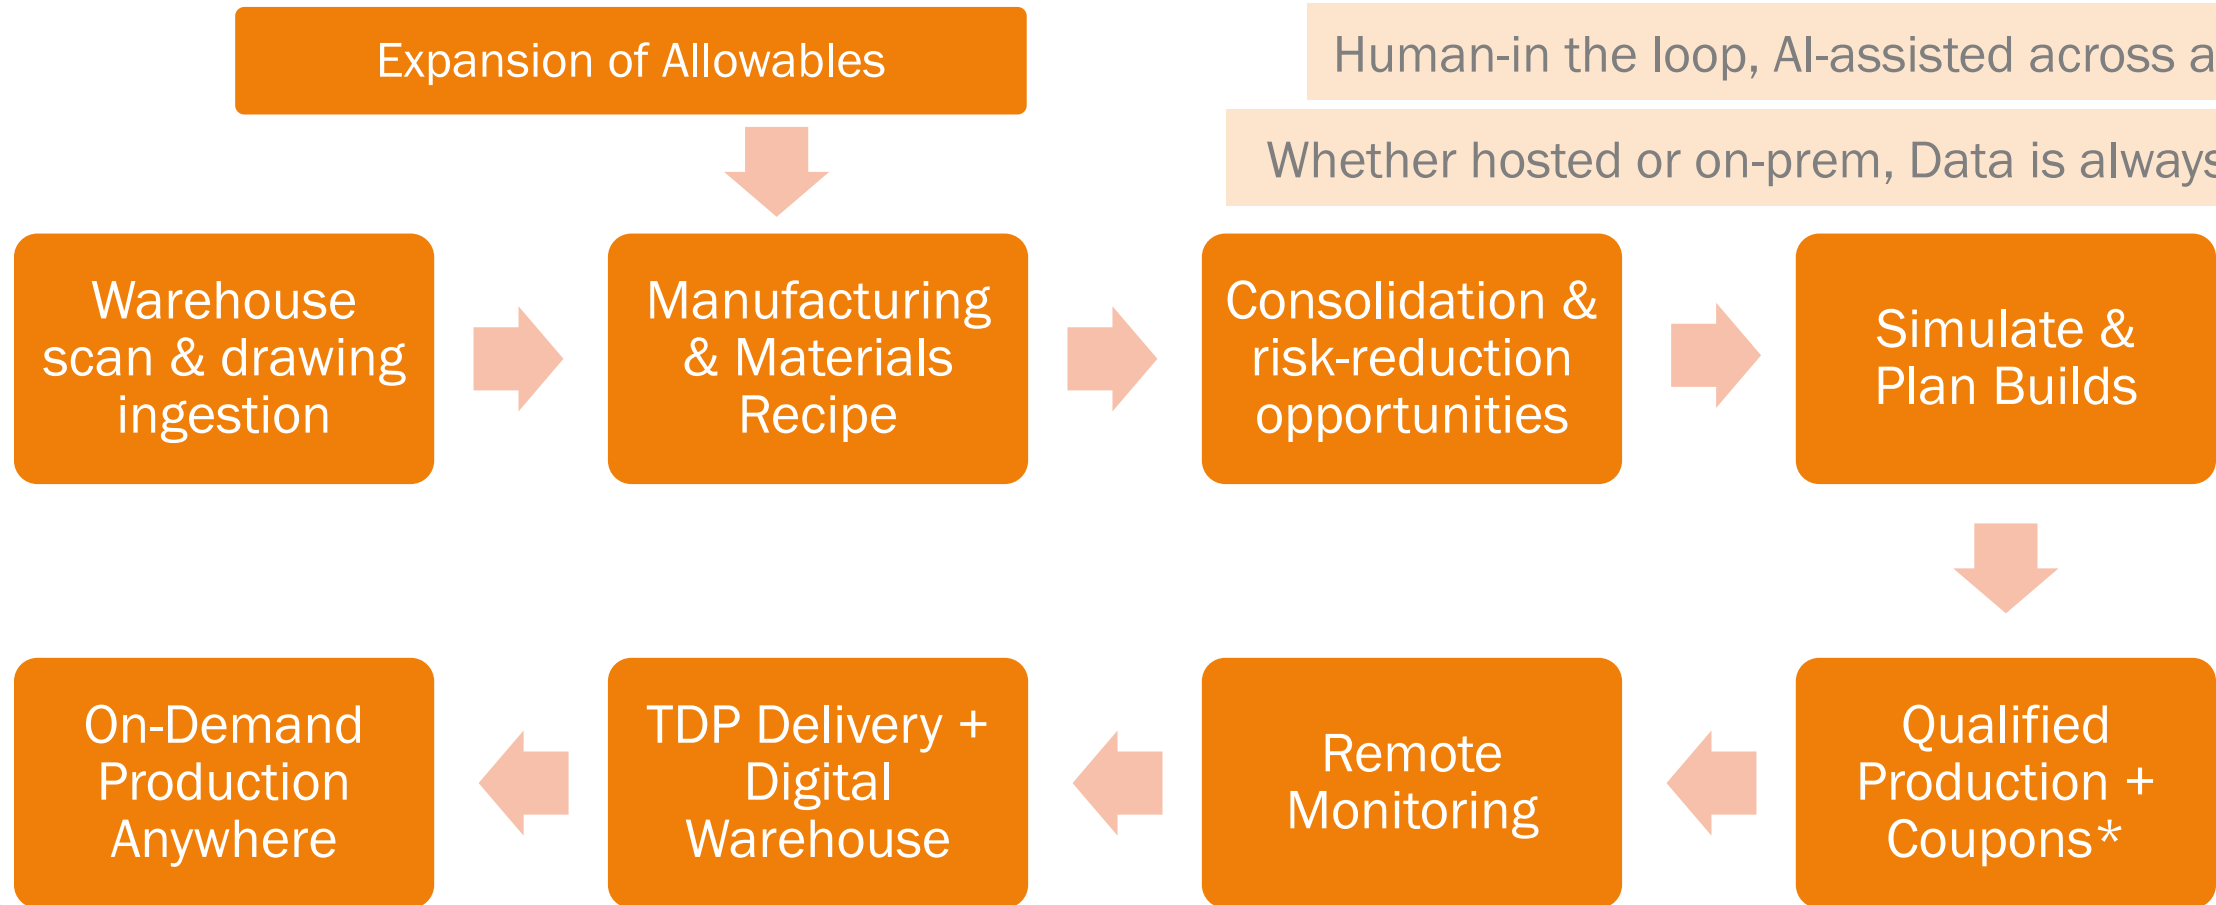 Expansion of Allowables
Human-in the loop, AI-assisted across a
Whether hosted or on-prem, Data is always
Warehouse
scan & drawing
ingestion
Manufacturing
& Materials
Recipe
Consolidation &
risk-reduction
opportunities
Simulate &
Plan Builds
On-Demand
Production
Anywhere
TDP Delivery +
Digital
Warehouse
Remote
Monitoring
Qualified
Production +
Coupons*